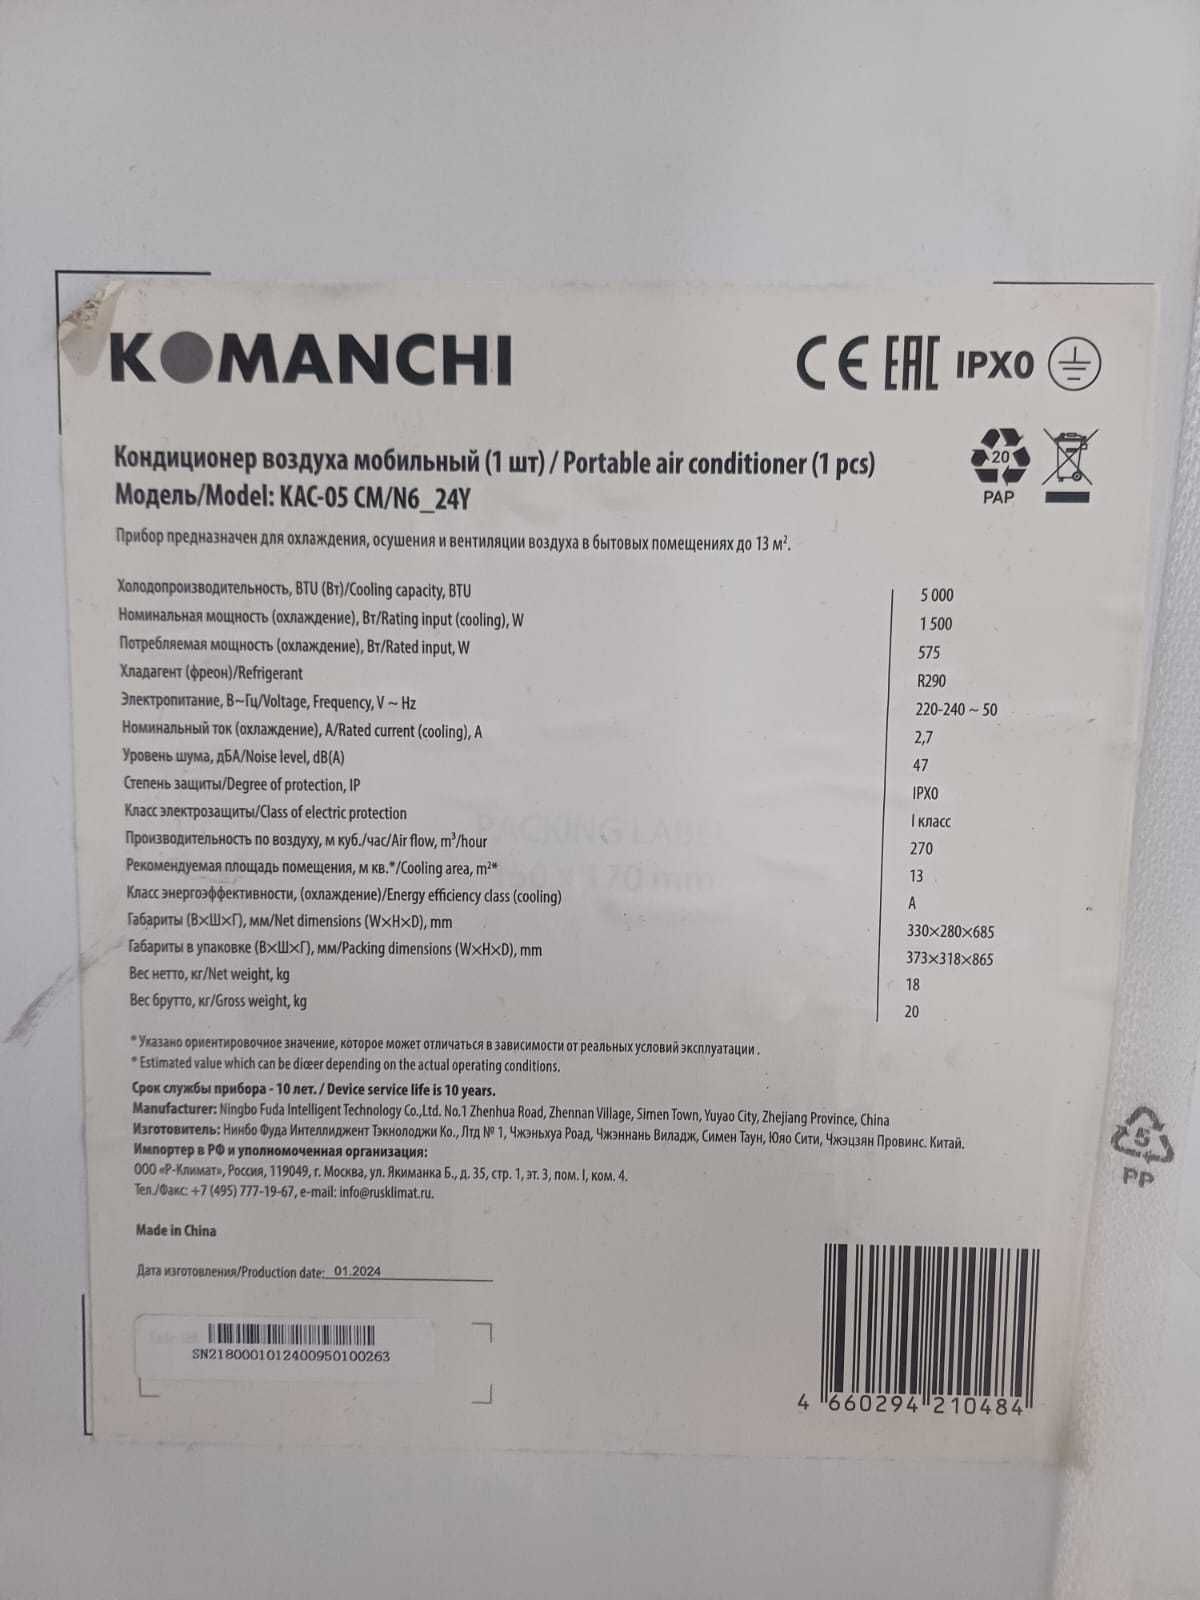 KOMANCHI
CE EAC IPX0
20
PAP
Кондиционер воздуха мобильный (1 шт) / Portable air conditioner (1 pcs)
Модель/Model: KAC-05 CM/N6_24Y
Прибор предназначен для охлаждения, осушения и вентиляции воздуха в бытовых помещениях до 13 м².
Холодопроизводительность, BTU (Вт)/Cooling capacity, BTU 5 000
Номинальная мощность (охлаждение), Вт/Rating input (cooling), W 1 500
Потребляемая мощность (охлаждение), Вт/Rated input, W 575
Хладагент (фреон)/Refrigerant R290
Электропитание, В~Гц/Voltage, Frequency, V ~ Hz 220-240 ~ 50
Номинальный ток (охлаждение), А/Rated current (cooling), A 2,7
Уровень шума, дБА/Noise level, dB(A) 47
Степень защиты/Degree of protection, IP IPX0
Класс электрозащиты/Class of electric protection I класс
Производительность по воздуху, м куб./час/Air flow, m³/hour 270
Рекомендуемая площадь помещения, м кв.*/Cooling area, m²* 13
Класс энергоэффективности, (охлаждение)/Energy efficiency class (cooling) A
Габариты (В×Ш×Г), мм/Net dimensions (W×H×D), mm 330×280×685
Габариты в упаковке (В×Ш×Г), мм/Packing dimensions (W×H×D), mm 373×318×865
Вес нетто, кг/Net weight, kg 18
Вес брутто, кг/Gross weight, kg 20
PACKING LABEL
* Указано ориентировочное значение, которое может отличаться в зависимости от реальных условий эксплуатации .
* Estimated value which can be diœer depending on the actual operating conditions.
Срок службы прибора - 10 лет. / Device service life is 10 years.
Manufacturer: Ningbo Fuda Intelligent Technology Co.,Ltd. No.1 Zhenhua Road, Zhennan Village, Simen Town, Yuyao City, Zhejiang Province, China
Изготовитель: Нинбо Фуда Интеллиджент Тэкнолоджи Ко., Лтд № 1, Чжэньхуа Роад, Чжэннань Виладж, Симен Таун, Юяо Сити, Чжэцзян Провинс. Китай.
Импортер в РФ и уполномоченная организация:
ООО «Р-Климат», Россия, 119049, г. Москва, ул. Якиманка Б., д. 35, стр. 1, эт. 3, пом. I, ком. 4.
Тел./Факс: +7 (495) 777-19-67, e-mail: info@rusklimat.ru.
5
PP
Made in China
Дата изготовления/Production date: 01.2024
SN2180001012400950100263
4 660294 210484